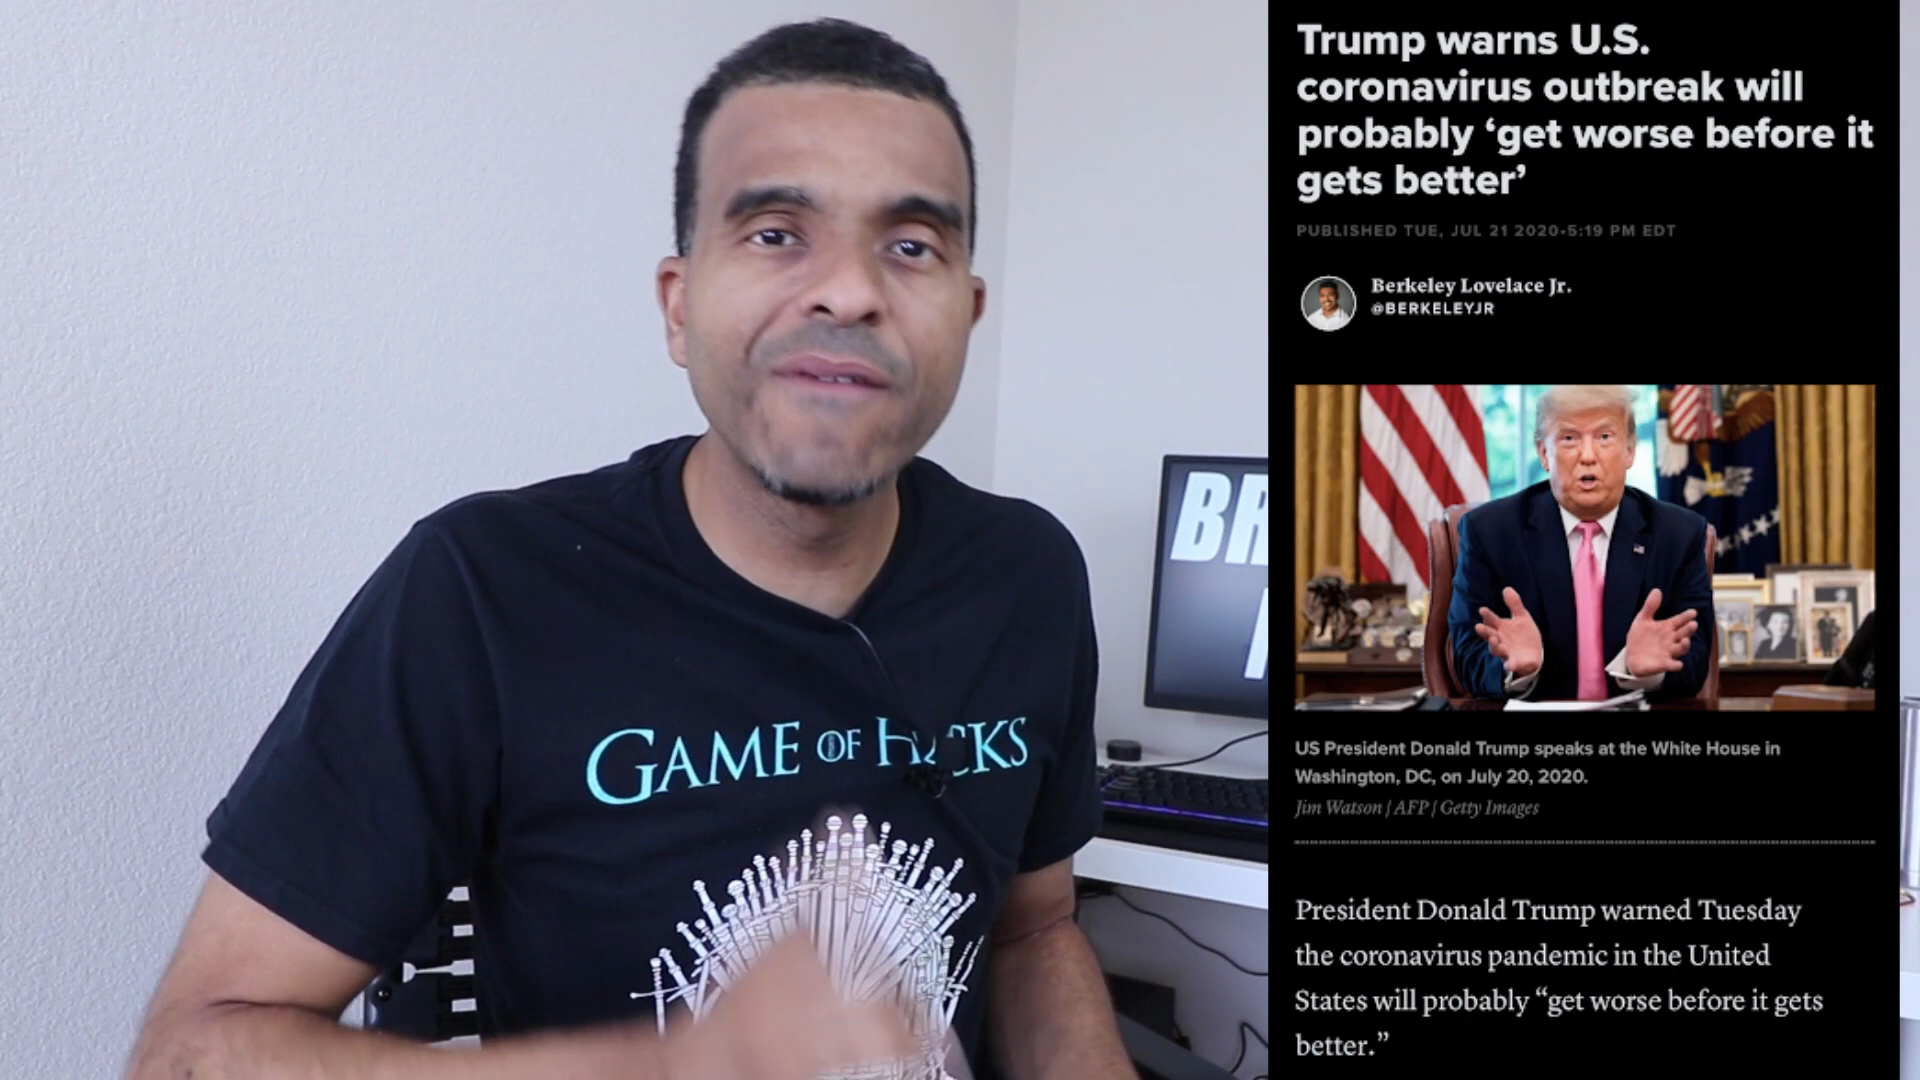 Trump warns U.S.
coronavirus outbreak will
probably ‘get worse before it
gets better’
PUBLISHED TUE, JUL 21 2020•5:19 PM EDT
Berkeley Lovelace Jr.
@BERKELEYJR
US President Donald Trump speaks at the White House in
Washington, DC, on July 20, 2020.
Jim Watson | AFP | Getty Images
President Donald Trump warned Tuesday
the coronavirus pandemic in the United
States will probably “get worse before it gets
better.”
BR
GAME OF HACKS